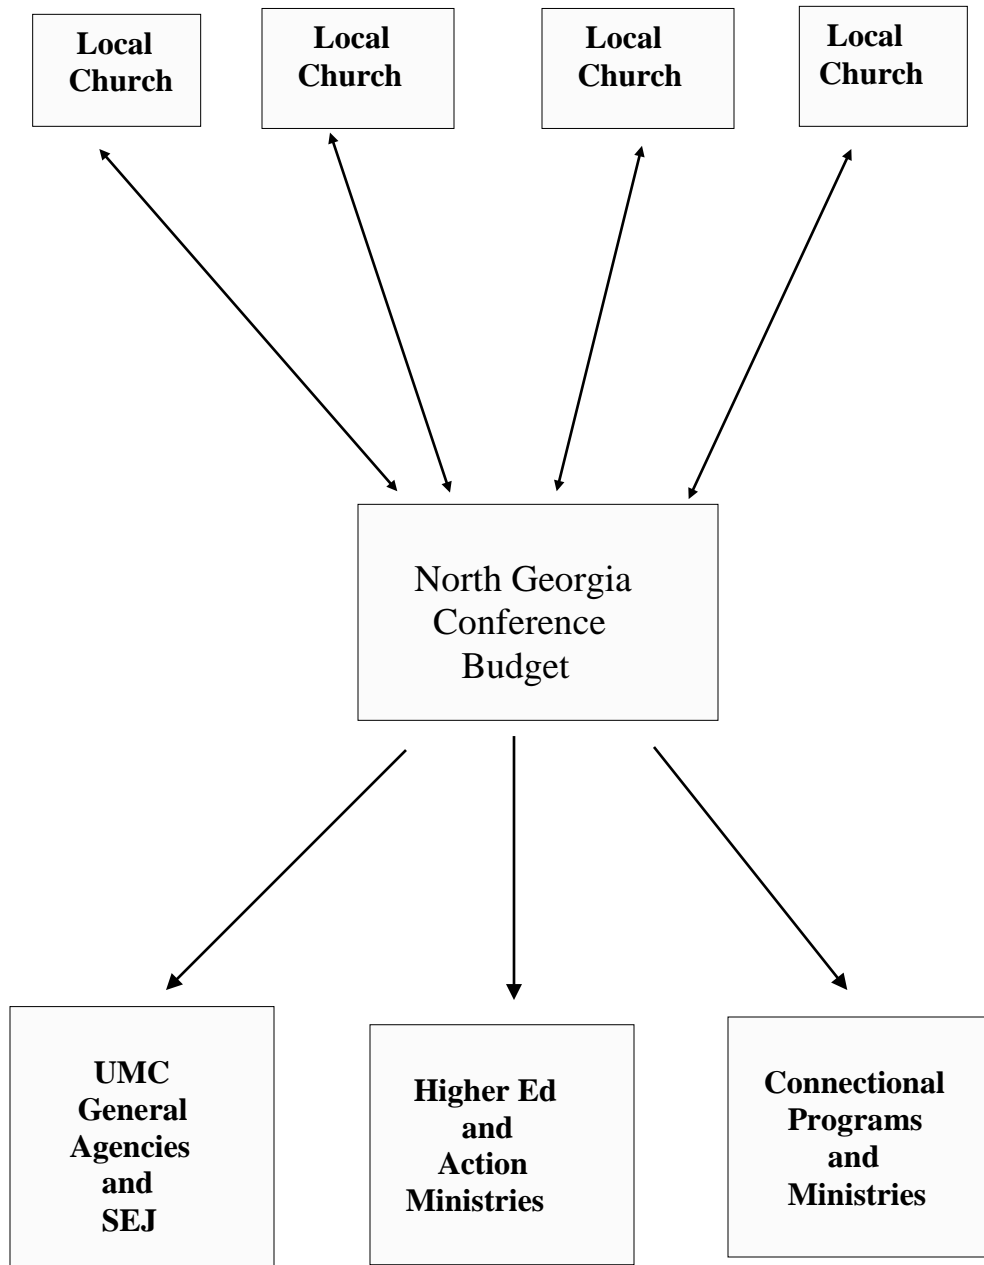 Local
Church
Local
Church
Local
Church
Local
Church
North Georgia
Conference
Budget
UMC
General
Agencies
and
SEJ
Higher Ed
and
Action
Ministries
Connectional
Programs
and
Ministries